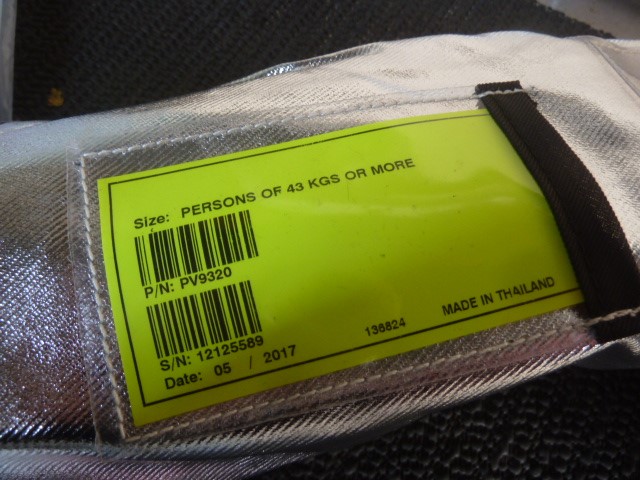 Size: PERSONS OF 43 KGS OR MORE
P/N: PV9320
S/N: 12125589
Date: 05 / 2017
136824
MADE IN THAILAND